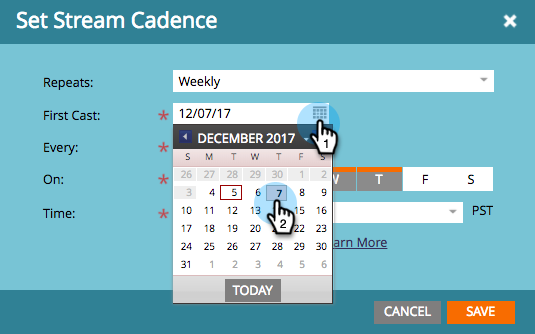 Set Stream Cadence
Repeats: Weekly
First Cast: * 12/07/17
1
Every: *
DECEMBER 2017
S M T W T F S
26 27 28 29 30 1 2
On: * W T F S
3 4 5 6 7 8 9
10 11 12 13 14 15 16
2
Time: * PST
17 18 19 20 21 22 23
24 25 26 27 28 29 30
arn More
31 1 2 3 4 5 6
TODAY
CANCEL SAVE